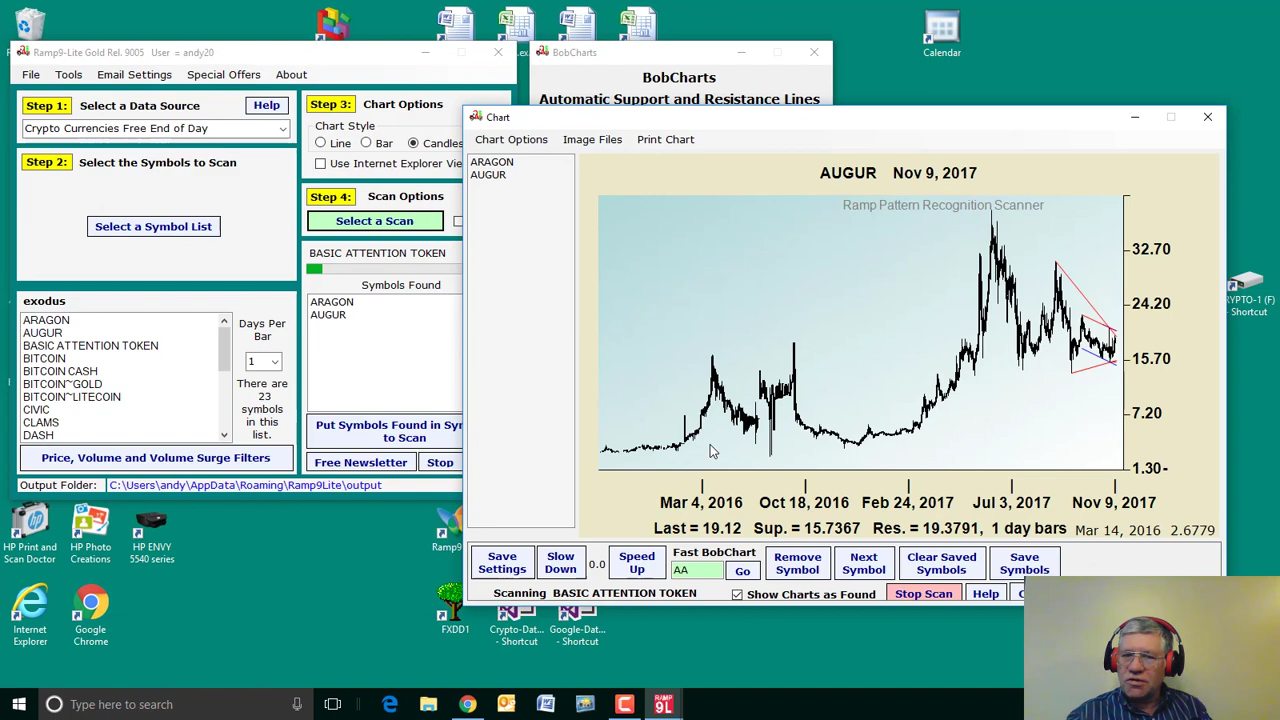 Ramp9-Lite Gold Rel. 9005 User = andy20
File Tools Email Settings Special Offers About
Step 1: Select a Data Source Help
Crypto Currencies Free End of Day
Step 2: Select the Symbols to Scan
Select a Symbol List
exodus
ARAGON
AUGUR
BASIC ATTENTION TOKEN
BITCOIN
BITCOIN CASH
BITCOIN~GOLD
BITCOIN~LITECOIN
CIVIC
CLAMS
DASH
Days Per
Bar
1
There are
23
symbols
in this
list.
Price, Volume and Volume Surge Filters
Output Folder: C:\Users\andy\AppData\Roaming\Ramp9Lite\output
Step 3: Chart Options
Chart Style
Line Bar Candles
Use Internet Explorer Vie
Step 4: Scan Options
Select a Scan
BASIC ATTENTION TOKEN
Symbols Found
ARAGON
AUGUR
Put Symbols Found in Sym
to Scan
Free Newsletter Stop
BobCharts
BobCharts
Automatic Support and Resistance Lines
Calendar
Chart
Chart Options Image Files Print Chart
ARAGON
AUGUR
AUGUR Nov 9, 2017
Ramp Pattern Recognition Scanner
32.70
24.20
15.70
7.20
1.30-
Mar 4, 2016 Oct 18, 2016 Feb 24, 2017 Jul 3, 2017 Nov 9, 2017
Last = 19.12 Sup. = 15.7367 Res. = 19.3791, 1 day bars Mar 14, 2016 2.6779
Save
Settings
Slow
Down
0.0
Speed
Up
Fast BobChart
AA Go
Remove
Symbol
Next
Symbol
Clear Saved
Symbols
Save
Symbols
Scanning BASIC ATTENTION TOKEN Show Charts as Found Stop Scan Help
RYPTO-1 (F)
- Shortcut
HP Print and
Scan Doctor
HP Photo
Creations
HP ENVY
5540 series
Ramp9
Internet
Explorer
Google
Chrome
FXDD1
Crypto-Dat...
- Shortcut
Google-Dat...
- Shortcut
Type here to search
RAMP
9L